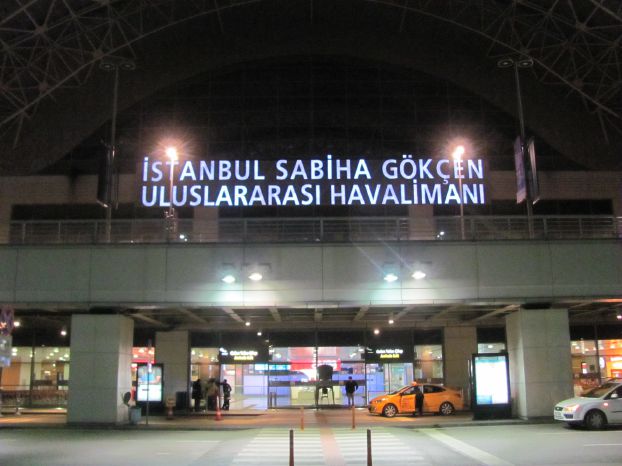 İSTANBUL SABİHA GÖKÇEN
ULUSLARARASI HAVALİMANI